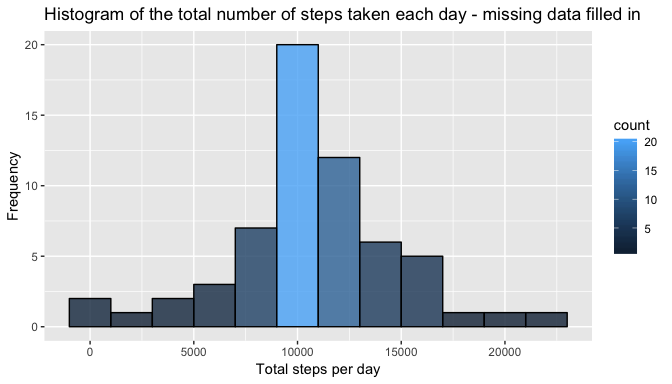 Histogram of the total number of steps taken each day - missing data filled in
20
15
10
5
0
Frequency
0 5000 10000 15000 20000
Total steps per day
count
20
15
10
5